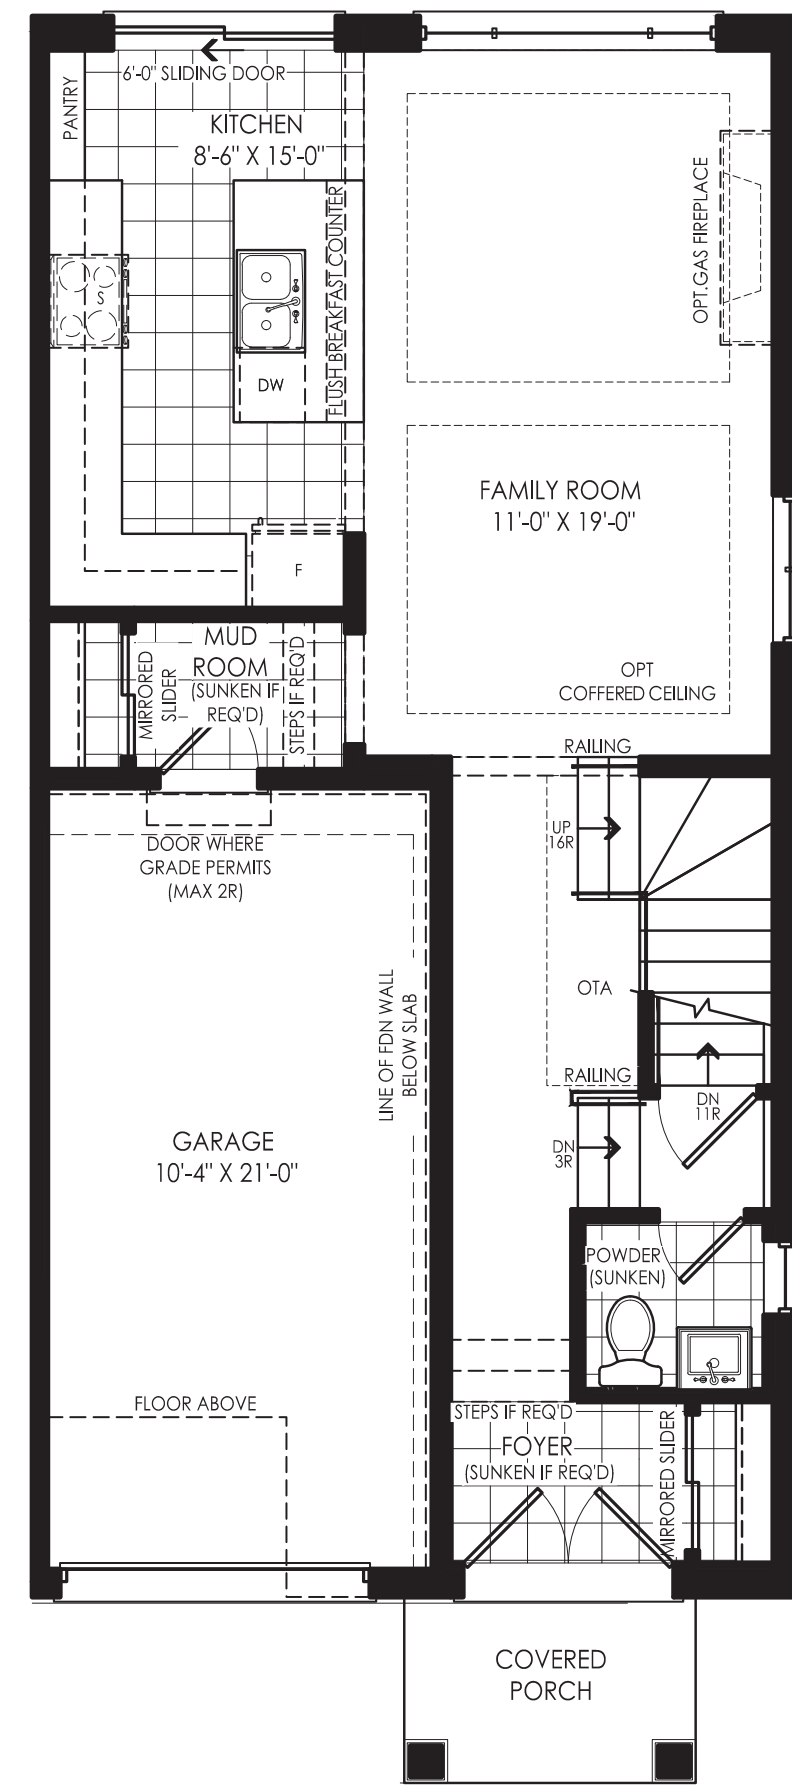 6'-0" SLIDING DOOR
PANTRY
KITCHEN
8'-6" X 15'-0"
FLUSH BREAKFAST COUNTER
OPT.GAS FIREPLACE
S
DW
FAMILY ROOM
11'-0" X 19'-0"
F
MUD
ROOM
(SUNKEN IF
REQ'D)
MIRRORED
SLIDER
STEPS IF REQ'D
OPT
COFFERED CEILING
RAILING
UP
16R
DOOR WHERE
GRADE PERMITS
(MAX 2R)
LINE OF FDN WALL
BELOW SLAB
OTA
RAILING
DN
11R
DN
3R
GARAGE
10'-4" X 21'-0"
POWDER
(SUNKEN)
FLOOR ABOVE
STEPS IF REQ'D
FOYER
(SUNKEN IF REQ'D)
MIRRORED SLIDER
COVERED
PORCH